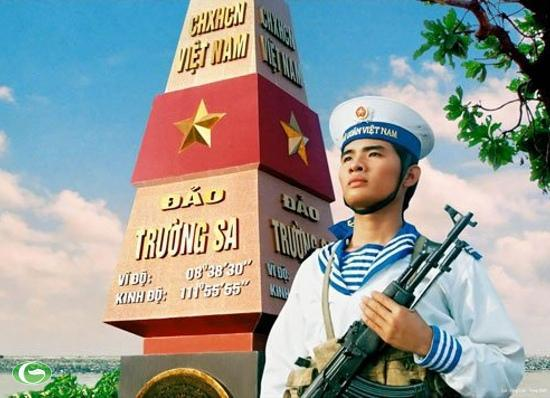 CHXHCN
VIỆT NAM
CHXHCN
VIỆT NAM
ĐẢO
TRƯỜNG SA
VĨ ĐỘ: 08°38'30"
KINH ĐỘ: 111°55'55"
ĐẢO
TRƯỜNG SA
QUÂN VIỆT NAM